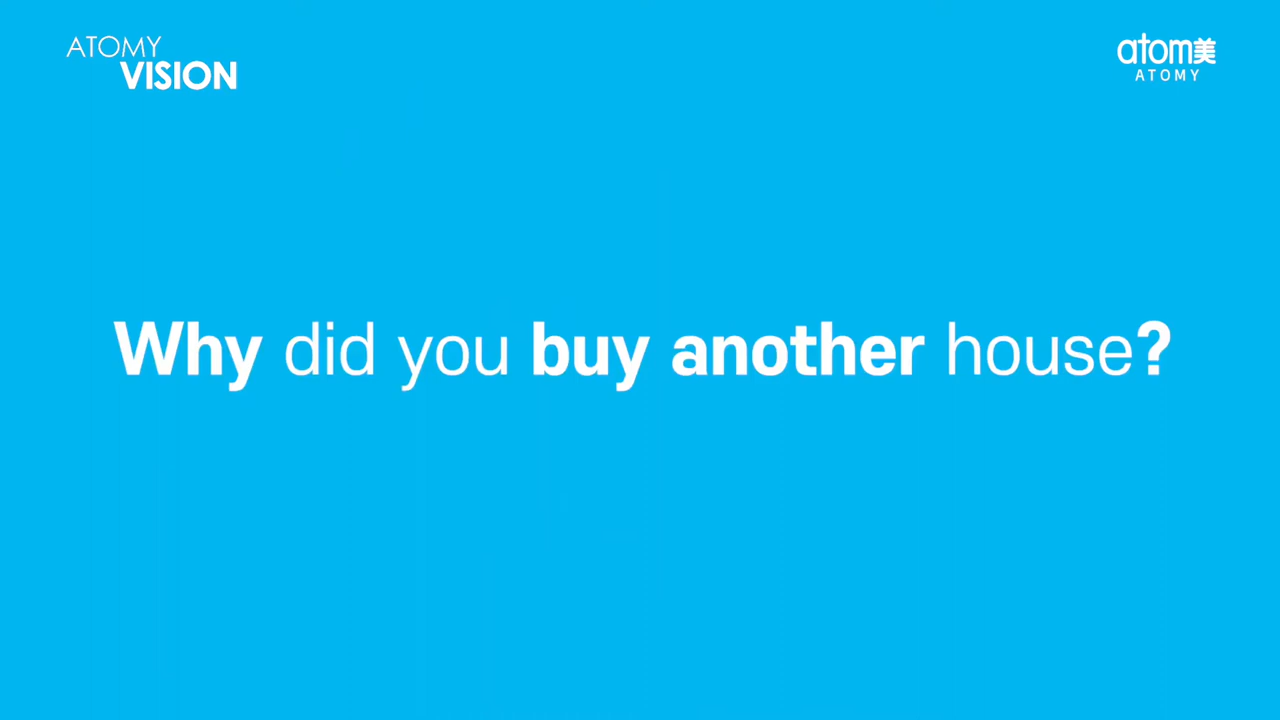 ATOMY
VISION
atom美
ATOMY
Why did you buy another house?